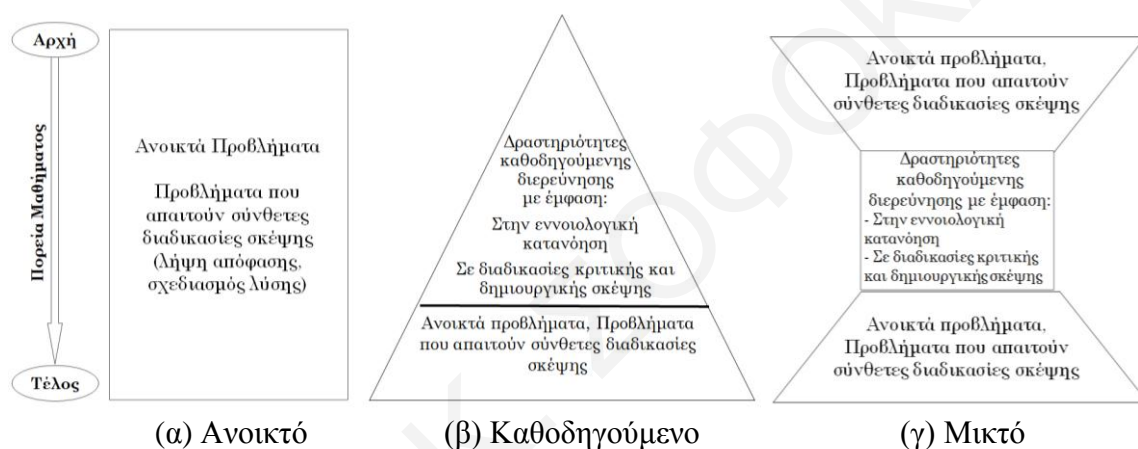 Αρχή
Πορεία Μαθήματος
Τέλος
Ανοικτά Προβλήματα
Προβλήματα που
απαιτούν σύνθετες
διαδικασίες σκέψης
(λήψη απόφασης,
σχεδιασμός λύσης)
(α) Ανοικτό
Δραστηριότητες
καθοδηγούμενης
διερεύνησης
με έμφαση:
Στην εννοιολογική
κατανόηση
Σε διαδικασίες κριτικής και
δημιουργικής σκέψης
Ανοικτά προβλήματα, Προβλήματα
που απαιτούν σύνθετες διαδικασίες
σκέψης
(β) Καθοδηγούμενο
Ανοικτά προβλήματα,
Προβλήματα που απαιτούν
σύνθετες διαδικασίες σκέψης
Δραστηριότητες
καθοδηγούμενης
διερεύνησης με έμφαση:
- Στην εννοιολογική
κατανόηση
- Σε διαδικασίες κριτικής
και δημιουργικής σκέψης
Ανοικτά προβλήματα,
Προβλήματα που απαιτούν
σύνθετες διαδικασίες σκέψης
(γ) Μικτό